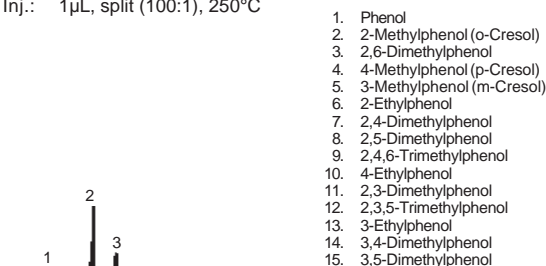 Inj.: 1µL, split (100:1), 250°C
1. Phenol
2. 2-Methylphenol (o-Cresol)
3. 2,6-Dimethylphenol
4. 4-Methylphenol (p-Cresol)
5. 3-Methylphenol (m-Cresol)
6. 2-Ethylphenol
7. 2,4-Dimethylphenol
8. 2,5-Dimethylphenol
9. 2,4,6-Trimethylphenol
10. 4-Ethylphenol
11. 2,3-Dimethylphenol
12. 2,3,5-Trimethylphenol
13. 3-Ethylphenol
14. 3,4-Dimethylphenol
15. 3,5-Dimethylphenol
2
3
1